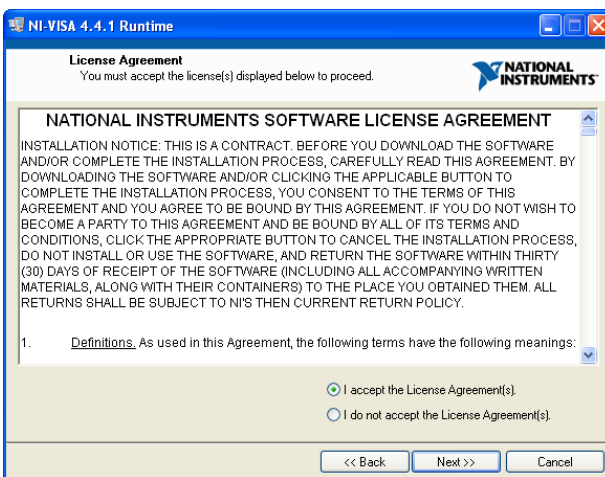 NI-VISA 4.4.1 Runtime
License Agreement
You must accept the license(s) displayed below to proceed.
NATIONAL INSTRUMENTS
NATIONAL INSTRUMENTS SOFTWARE LICENSE AGREEMENT
INSTALLATION NOTICE: THIS IS A CONTRACT. BEFORE YOU DOWNLOAD THE SOFTWARE
AND/OR COMPLETE THE INSTALLATION PROCESS, CAREFULLY READ THIS AGREEMENT. BY
DOWNLOADING THE SOFTWARE AND/OR CLICKING THE APPLICABLE BUTTON TO
COMPLETE THE INSTALLATION PROCESS, YOU CONSENT TO THE TERMS OF THIS
AGREEMENT AND YOU AGREE TO BE BOUND BY THIS AGREEMENT. IF YOU DO NOT WISH TO
BECOME A PARTY TO THIS AGREEMENT AND BE BOUND BY ALL OF ITS TERMS AND
CONDITIONS, CLICK THE APPROPRIATE BUTTON TO CANCEL THE INSTALLATION PROCESS,
DO NOT INSTALL OR USE THE SOFTWARE, AND RETURN THE SOFTWARE WITHIN THIRTY
(30) DAYS OF RECEIPT OF THE SOFTWARE (INCLUDING ALL ACCOMPANYING WRITTEN
MATERIALS, ALONG WITH THEIR CONTAINERS) TO THE PLACE YOU OBTAINED THEM. ALL
RETURNS SHALL BE SUBJECT TO NI'S THEN CURRENT RETURN POLICY.
1. Definitions. As used in this Agreement, the following terms have the following meanings:
I accept the License Agreement(s).
I do not accept the License Agreement(s).
<< Back Next >> Cancel